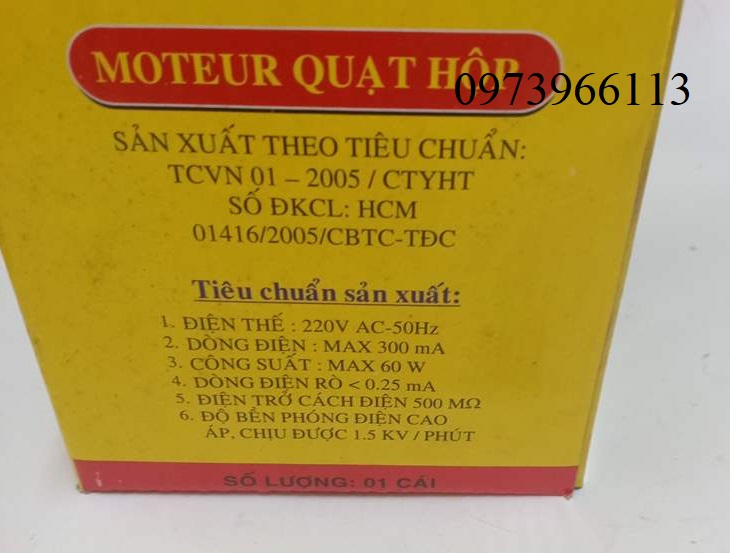 MOTEUR QUẠT HỘP
0973966113
SẢN XUẤT THEO TIÊU CHUẨN:
TCVN 01 – 2005 / CTYHT
SỐ ĐKCL: HCM
01416/2005/CBTC-TĐC
Tiêu chuẩn sản xuất:
1. ĐIỆN THẾ : 220V AC-50Hz
2. DÒNG ĐIỆN : MAX 300 mA
3. CÔNG SUẤT : MAX 60 W
4. DÒNG ĐIỆN RÒ < 0.25 mA
5. ĐIỆN TRỞ CÁCH ĐIỆN 500 MΩ
6. ĐỘ BỀN PHÓNG ĐIỆN CAO
ÁP, CHỊU ĐƯỢC 1.5 KV / PHÚT
SỐ LƯỢNG: 01 CÁI